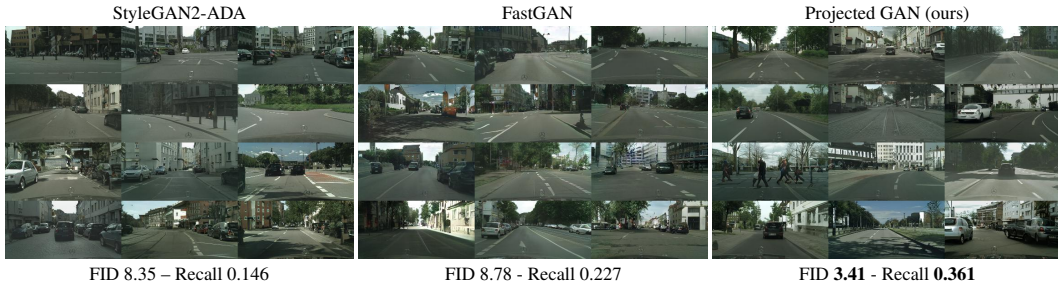 StyleGAN2-ADA
FastGAN
Projected GAN (ours)
FID 8.35 – Recall 0.146
FID 8.78 - Recall 0.227
FID 3.41 - Recall 0.361